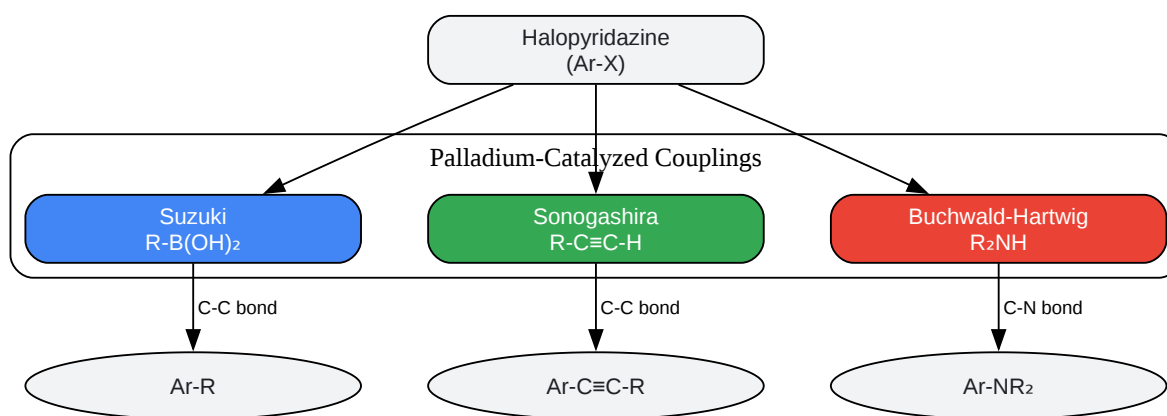 Halopyridazine
(Ar-X)
Palladium-Catalyzed Couplings
Suzuki
R-B(OH)₂
Sonogashira
R-C≡C-H
Buchwald-Hartwig
R₂NH
C-C bond
C-C bond
C-N bond
Ar-R
Ar-C≡C-R
Ar-NR₂